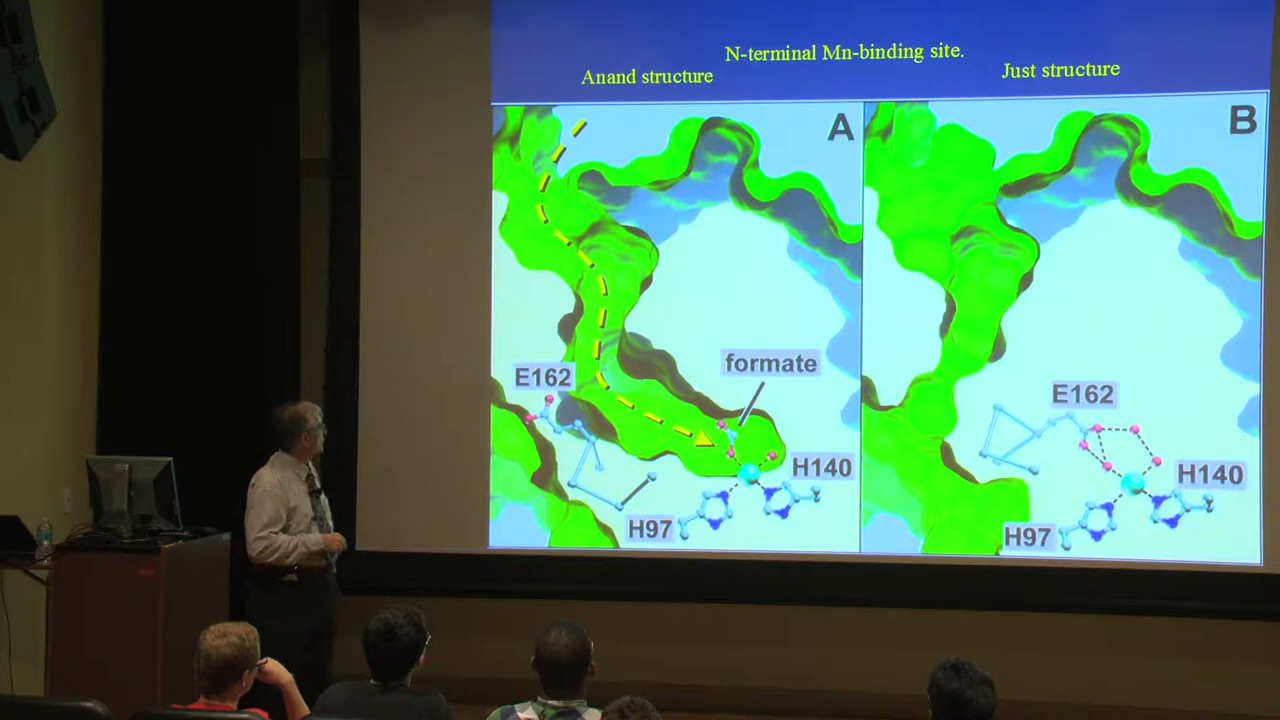 N-terminal Mn-binding site.
Anand structure
Just structure
A
B
formate
E162
E162
H140
H140
H97
H97